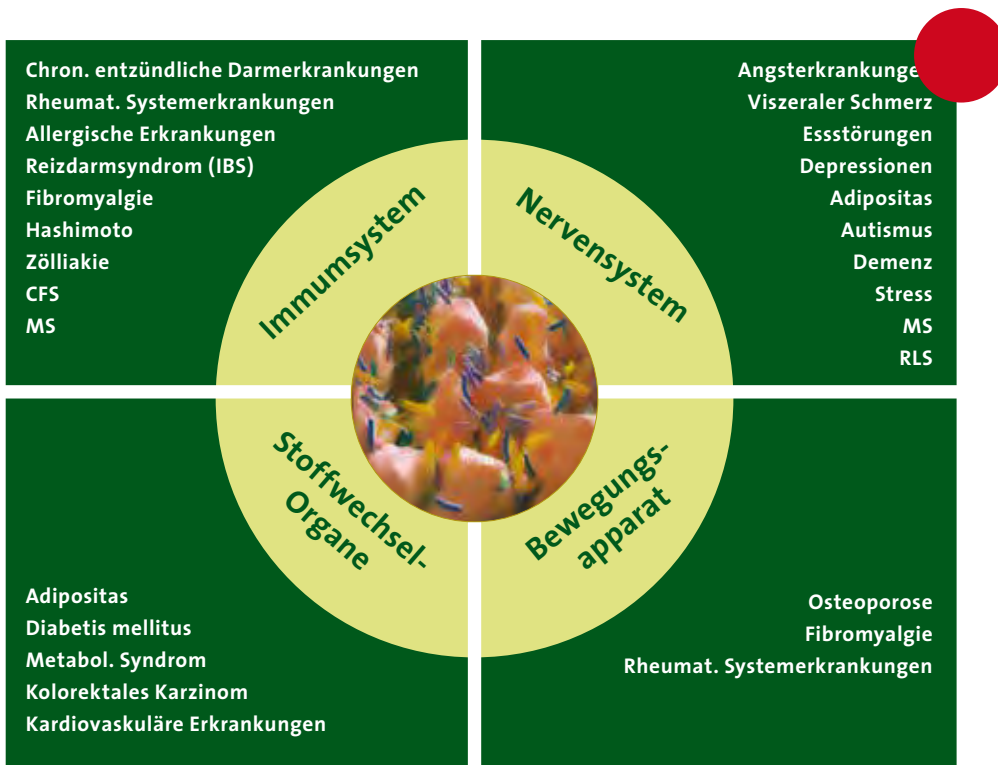 Chron. entzündliche Darmerkrankungen
Rheumat. Systemerkrankungen
Allergische Erkrankungen
Reizdarmsyndrom (IBS)
Fibromyalgie
Hashimoto
Zölliakie
CFS
MS
Immumsystem
Angsterkrankunge
Viszeraler Schmerz
Essstörungen
Depressionen
Adipositas
Autismus
Demenz
Stress
MS
RLS
Nervensystem
Stoffwechsel-
Organe
Adipositas
Diabetis mellitus
Metabol. Syndrom
Kolorektales Karzinom
Kardiovaskuläre Erkrankungen
Bewegungs-
apparat
Osteoporose
Fibromyalgie
Rheumat. Systemerkrankungen